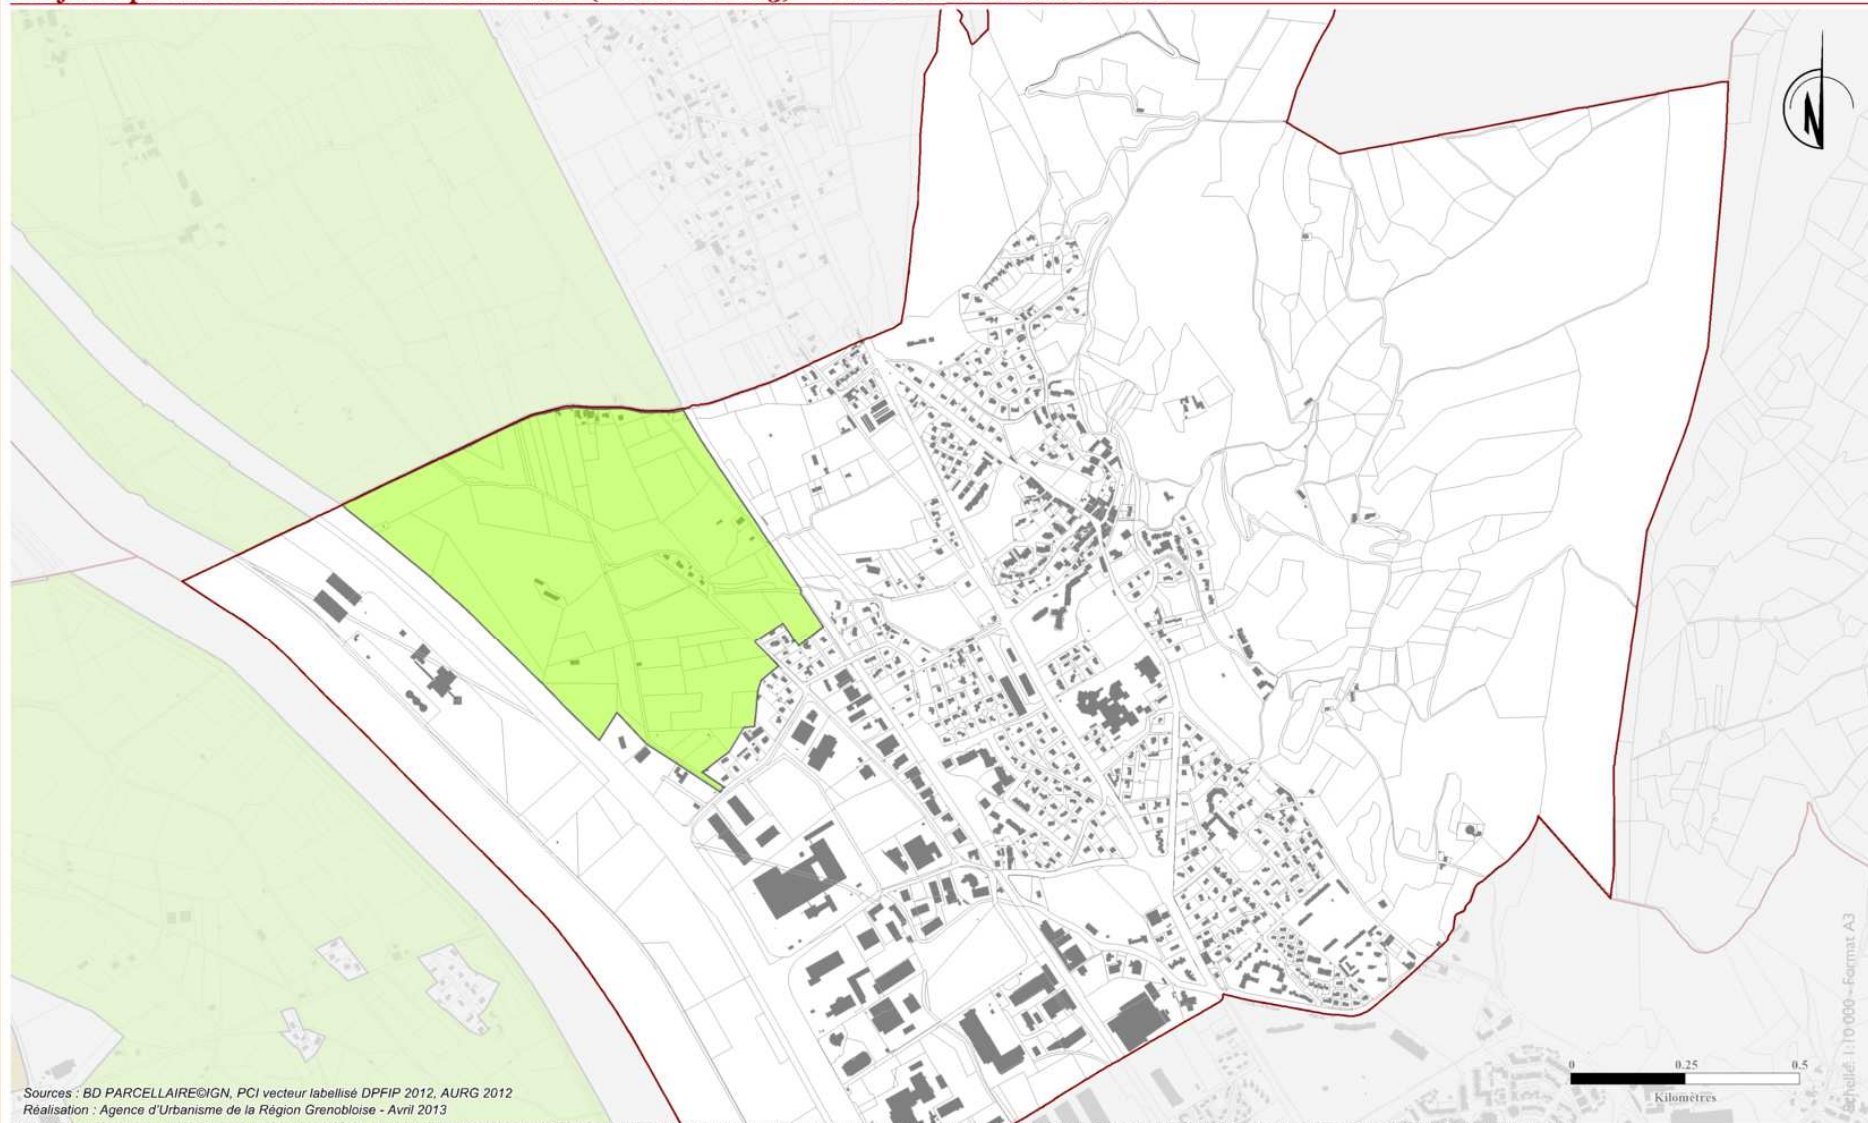 N
Sources : BD PARCELLAIRE©IGN, PCI vecteur labellisé DPFIP 2012, AURG 2012
Réalisation : Agence d'Urbanisme de la Région Grenobloise - Avril 2013
0 0.25 0.5
Kilomètres
Echelle: 1:10 000 - Format A3